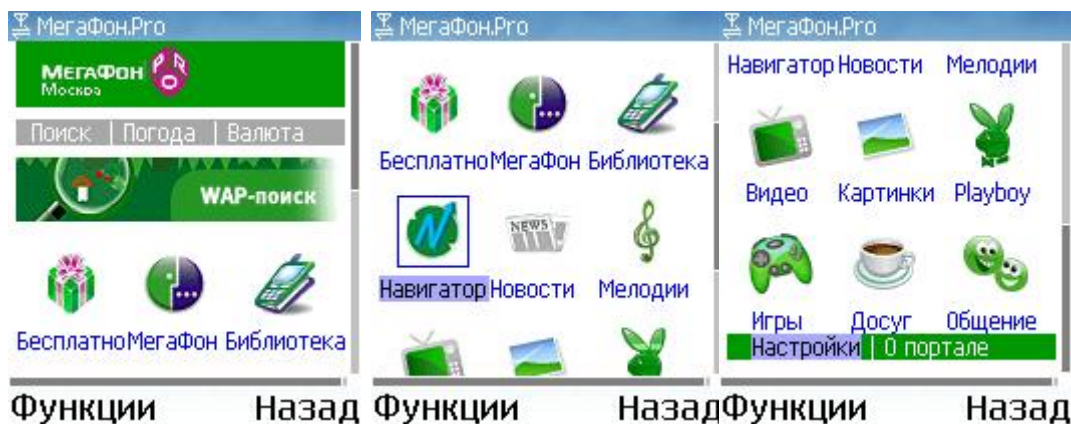 МегаФон.Pro
МЕГАФОН PRO
Москва
Поиск | Погода | Валюта
WAP-поиск
Бесплатно МегаФон Библиотека
Функции Назад
МегаФон.Pro
Бесплатно МегаФон Библиотека
NEWS
Навигатор Новости Мелодии
Функции Назад
МегаФон.Pro
Навигатор Новости Мелодии
Видео Картинки Playboy
Игры Досуг Общение
Настройки | О портале
Функции Назад